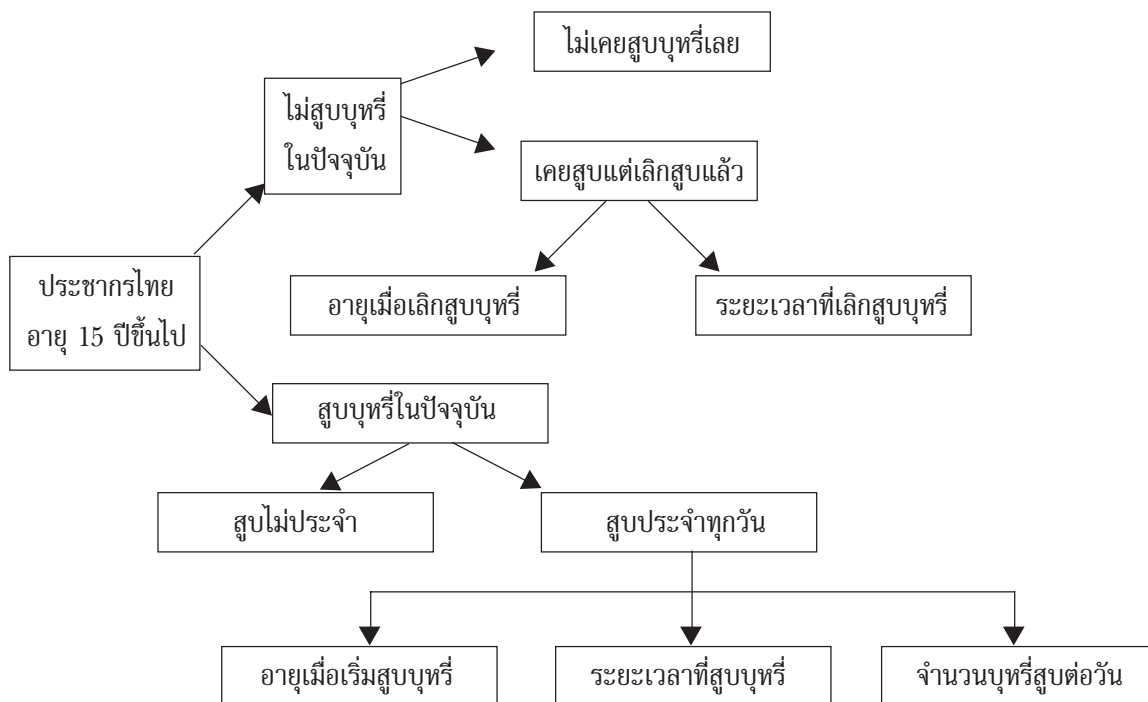 ไม่เคยสูบบุหรี่เลย
ไม่สูบบุหรี่
ในปัจจุบัน
เคยสูบแต่เลิกสูบแล้ว
ประชากรไทย
อายุ 15 ปีขึ้นไป
อายุเมื่อเลิกสูบบุหรี่
ระยะเวลาที่เลิกสูบบุหรี่
สูบบุหรี่ในปัจจุบัน
สูบไม่ประจำ
สูบประจำทุกวัน
อายุเมื่อเริ่มสูบบุหรี่
ระยะเวลาที่สูบบุหรี่
จำนวนบุหรี่สูบต่อวัน